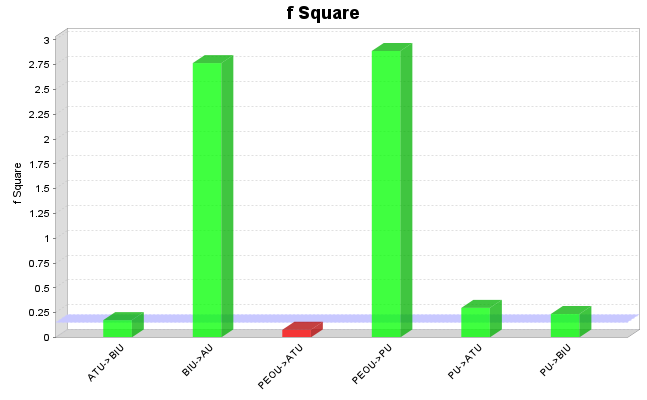 f Square
3
2.75
2.5
2.25
2
1.75
1.5
1.25
1
0.75
0.5
0.25
0
f Square
ATU->BIU
BIU->AU
PEOU->ATU
PEOU->PU
PU->ATU
PU->BIU